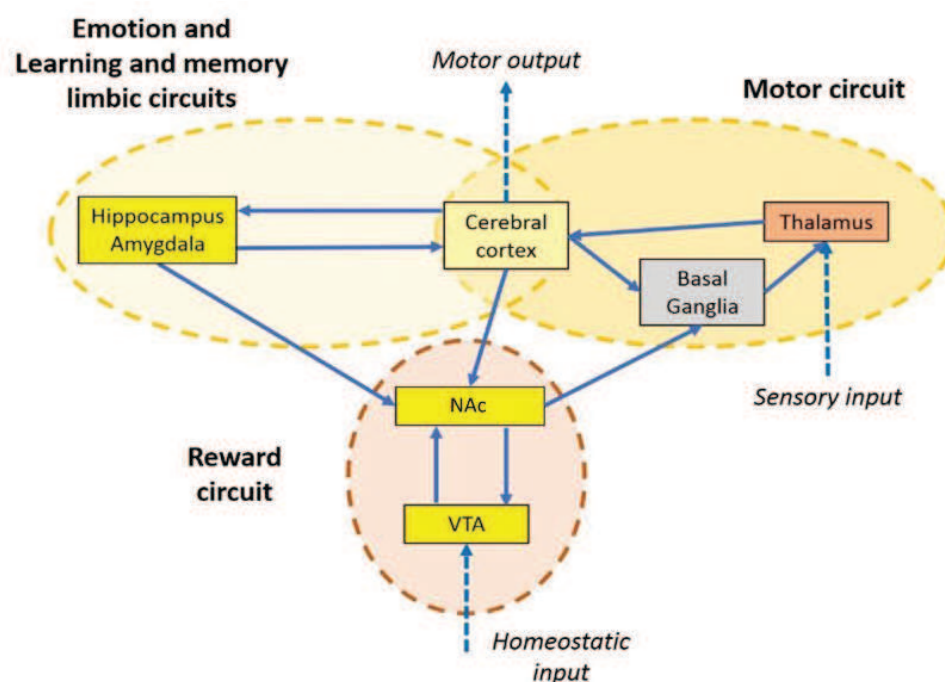 Emotion and
Learning and memory
limbic circuits
Motor output
Motor circuit
Hippocampus
Amygdala
Cerebral
cortex
Thalamus
Basal
Ganglia
Sensory input
NAc
Reward
circuit
VTA
Homeostatic
input